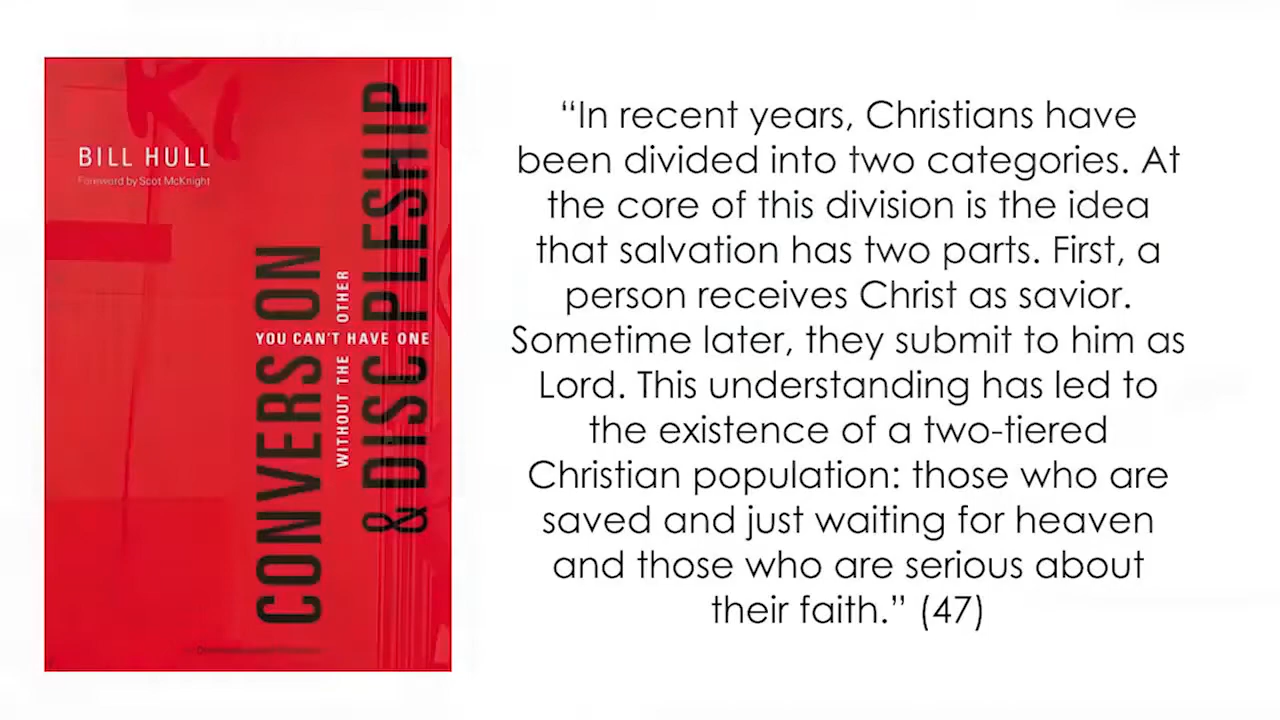 BILL HULL
Foreword by Scot McKnight
CONVERS ON
YOU CAN'T HAVE ONE
WITHOUT THE OTHER
& DISC PLESHIP
“In recent years, Christians have
been divided into two categories. At
the core of this division is the idea
that salvation has two parts. First, a
person receives Christ as savior.
Sometime later, they submit to him as
Lord. This understanding has led to
the existence of a two-tiered
Christian population: those who are
saved and just waiting for heaven
and those who are serious about
their faith.” (47)